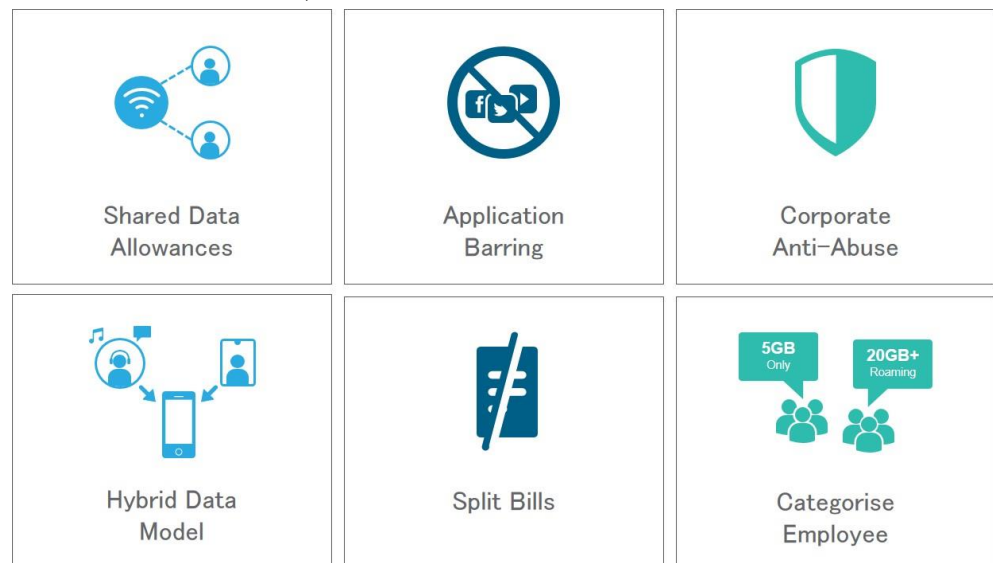 Shared Data
Allowances
Application
Barring
Corporate
Anti-Abuse
Hybrid Data
Model
Split Bills
5GB
Only
20GB+
Roaming
Categorise
Employee